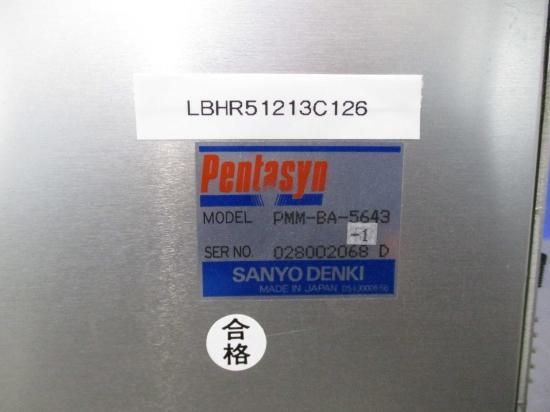 LBHR51213C126
Pentasyn
MODEL PMM-BA-5643
-1
SER NO. 028002068 D
SANYO DENKI
MADE IN JAPAN
合格